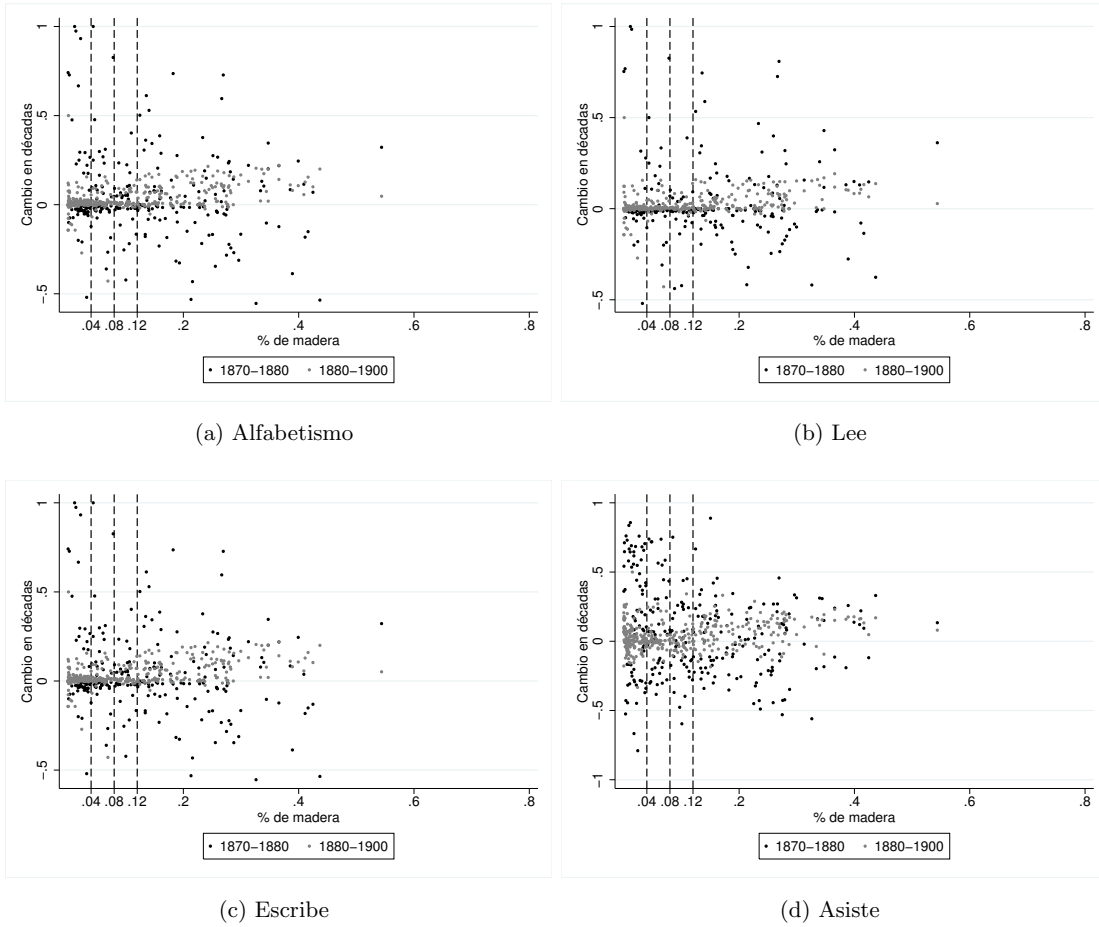 Cambio en décadas
1
.5
0
-.5
.04 .08 .12 .2 .4 .6 .8
% de madera
1870-1880 1880-1900
(a) Alfabetismo
Cambio en décadas
1
.5
0
-.5
.04 .08 .12 .2 .4 .6 .8
% de madera
1870-1880 1880-1900
(b) Lee
Cambio en décadas
1
.5
0
-.5
.04 .08 .12 .2 .4 .6 .8
% de madera
1870-1880 1880-1900
(c) Escribe
Cambio en décadas
1
.5
0
-.5
-1
.04 .08 .12 .2 .4 .6 .8
% de madera
1870-1880 1880-1900
(d) Asiste